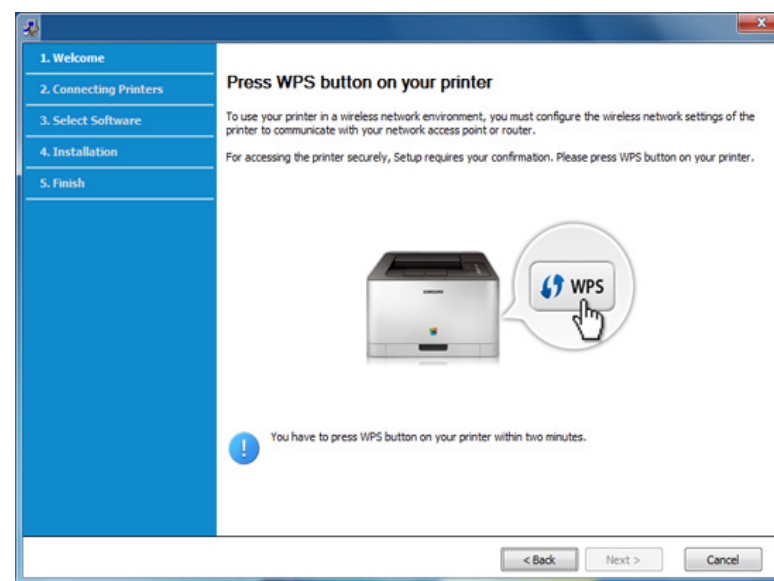 1. Welcome
2. Connecting Printers
3. Select Software
4. Installation
5. Finish
Press WPS button on your printer
To use your printer in a wireless network environment, you must configure the wireless network settings of the
printer to communicate with your network access point or router.
For accessing the printer securely, Setup requires your confirmation. Please press WPS button on your printer.
SAMSUNG
WPS
You have to press WPS button on your printer within two minutes.
< Back
Next >
Cancel